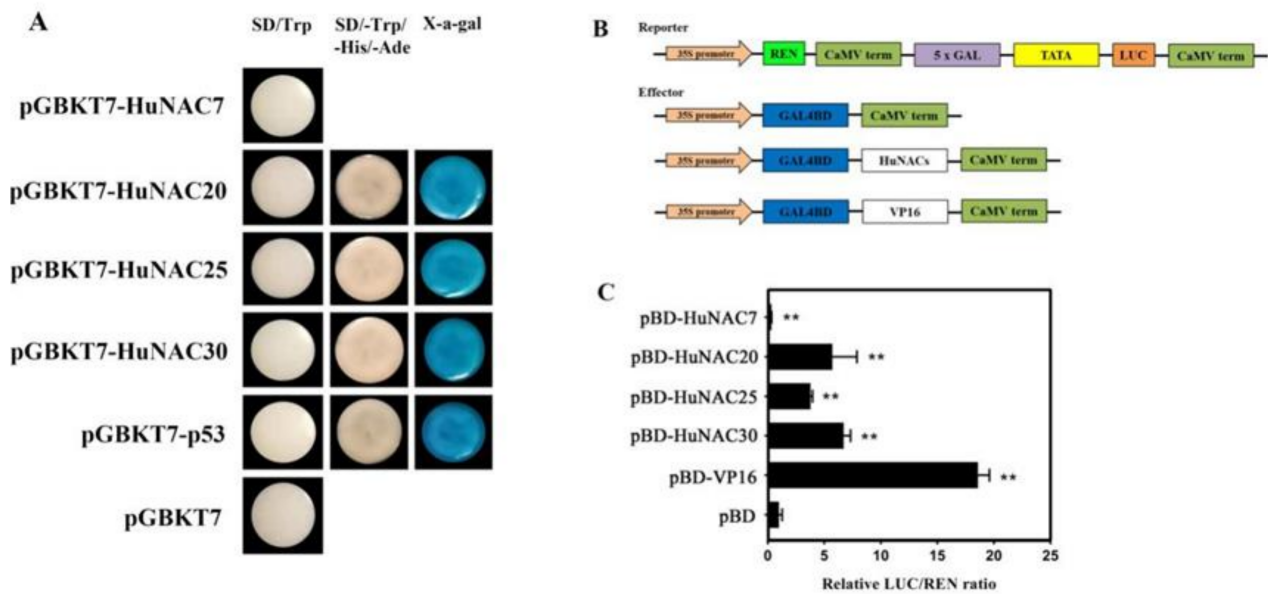 A
SD/Trp
SD/-Trp/
-His/-Ade
X-a-gal
pGBKT7-HuNAC7
pGBKT7-HuNAC20
pGBKT7-HuNAC25
pGBKT7-HuNAC30
pGBKT7-p53
pGBKT7
B
Reporter
35S promoter REN CaMV term 5 x GAL TATA LUC CaMV term
Effector
35S promoter GAL4BD CaMV term
35S promoter GAL4BD HuNACs CaMV term
35S promoter GAL4BD VP16 CaMV term
C
pBD-HuNAC7 **
pBD-HuNAC20 **
pBD-HuNAC25 **
pBD-HuNAC30 **
pBD-VP16 **
pBD
0 5 10 15 20 25
Relative LUC/REN ratio